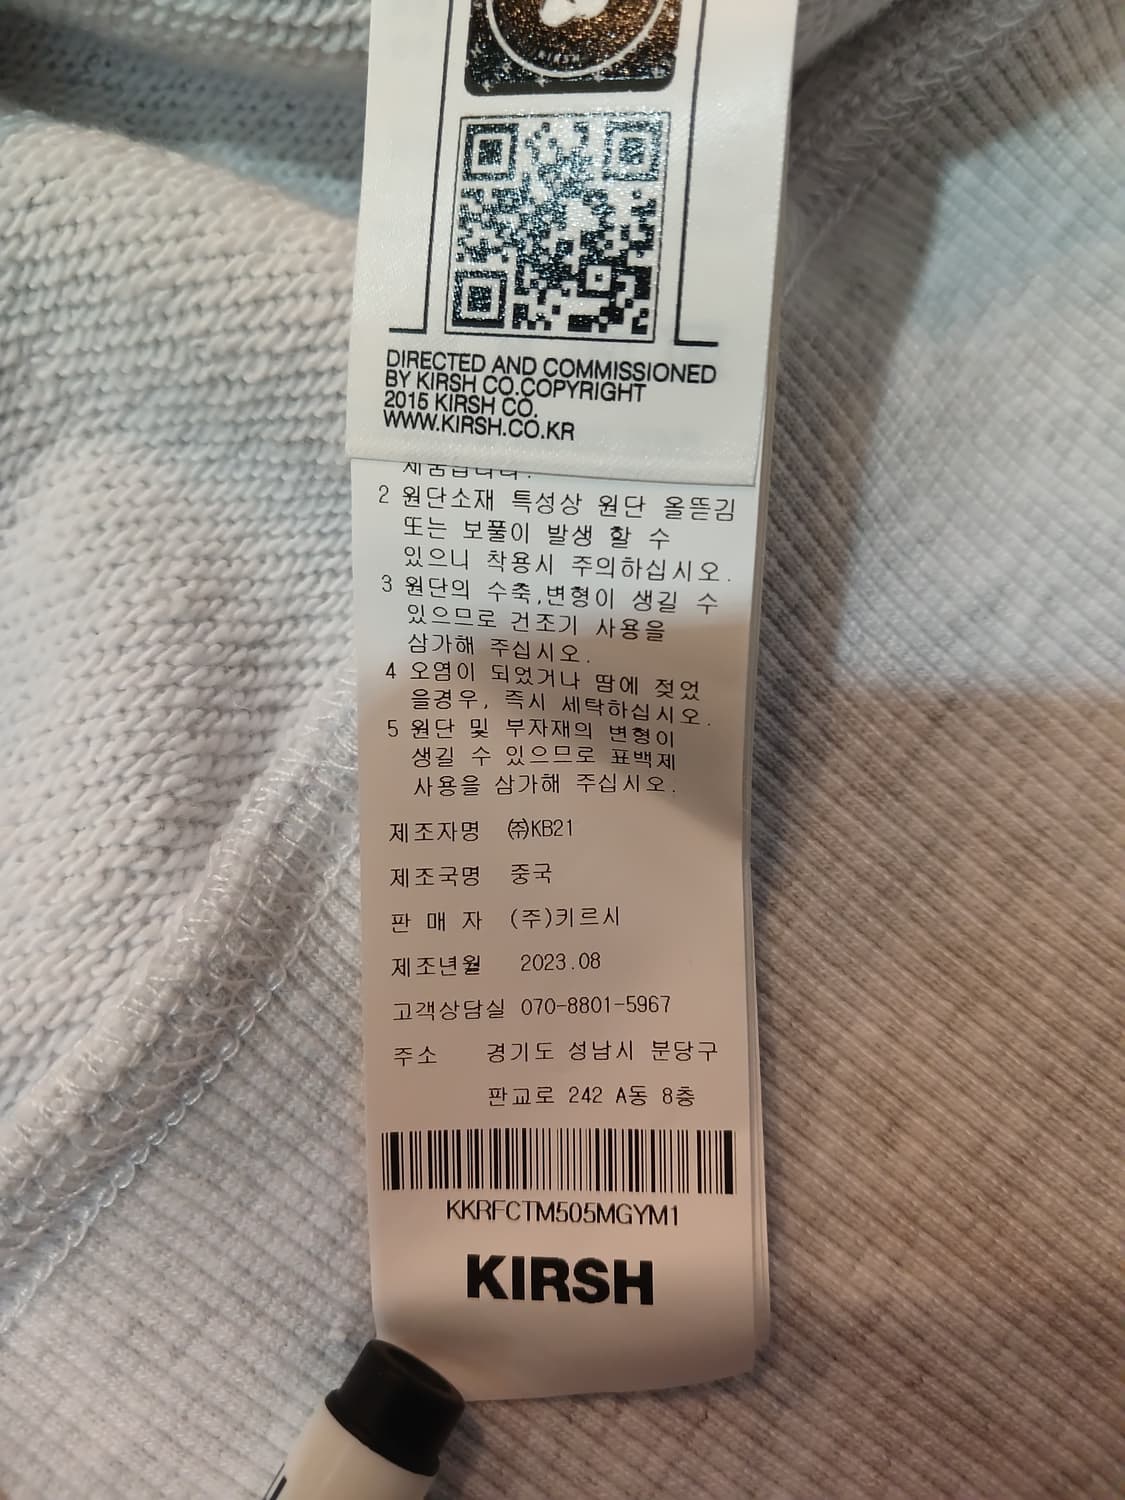 DIRECTED AND COMMISSIONED
BY KIRSH CO.COPYRIGHT
2015 KIRSH CO.
WWW.KIRSH.CO.KR
제품입니다.
2 원단소재 특성상 원단 올뜯김
또는 보풀이 발생 할 수
있으니 착용시 주의하십시오.
3 원단의 수축,변형이 생길 수
있으므로 건조기 사용을
삼가해 주십시오.
4 오염이 되었거나 땀에 젖었
을경우, 즉시 세탁하십시오.
5 원단 및 부자재의 변형이
생길 수 있으므로 표백제
사용을 삼가해 주십시오.
제조자명 ㈜KB21
제조국명 중국
판 매 자 (주)키르시
제조년월 2023.08
고객상담실 070-8801-5967
주소 경기도 성남시 분당구
판교로 242 A동 8층
KKRFCTM505MGYM1
KIRSH